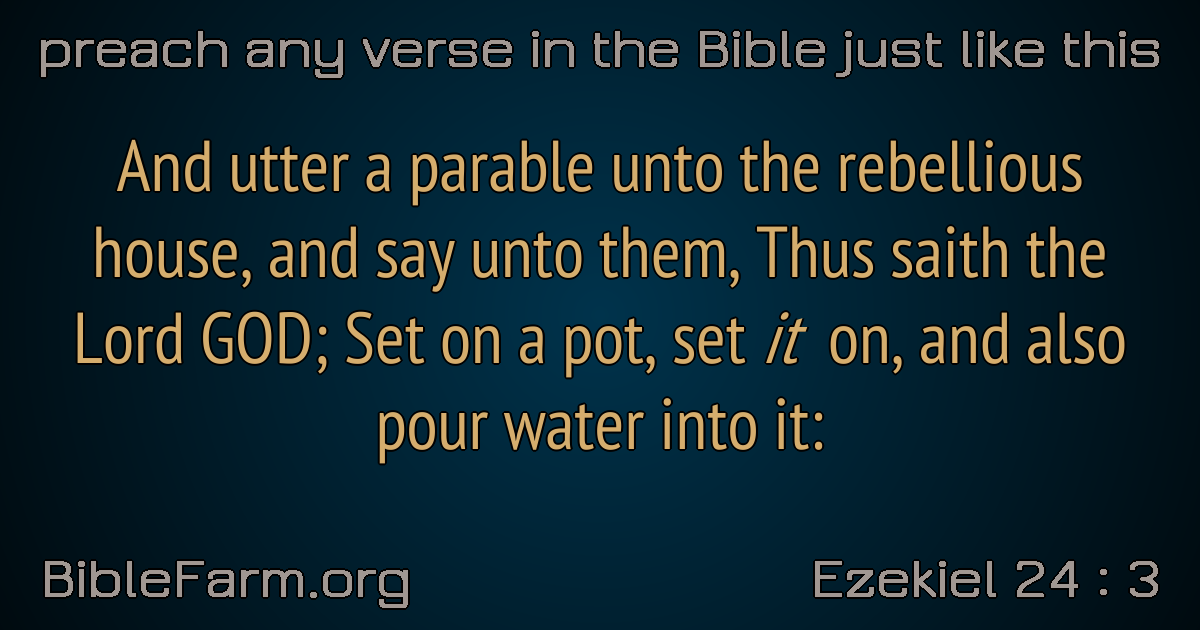 preach any verse in the Bible just like this
And utter a parable unto the rebellious
house, and say unto them, Thus saith the
Lord GOD; Set on a pot, set it on, and also
pour water into it:
BibleFarm.org
Ezekiel 24 : 3